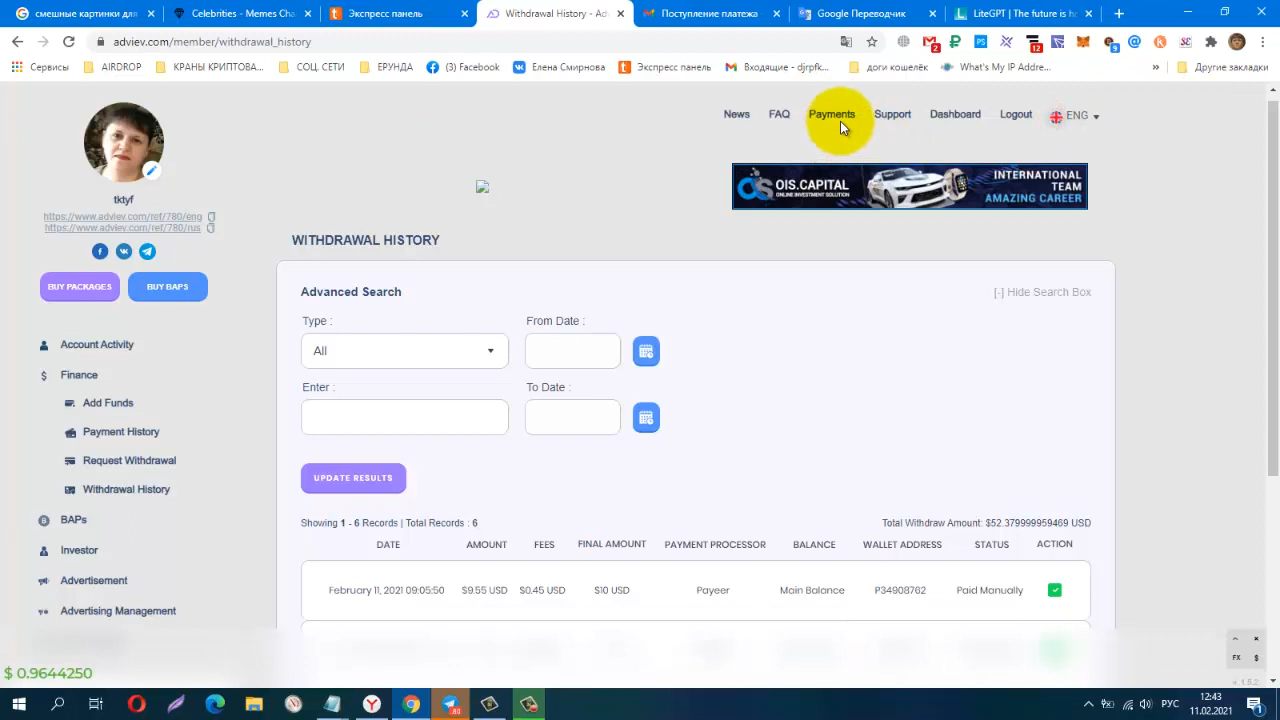 смешные картинки для
Celebrities - Memes Cha
Экспресс панель
Withdrawal History - Adv
Поступление платежа
Google Переводчик
LiteGPT | The future is h
adviev.com/member/withdrawal_history
2
12
9
Сервисы
AIRDROP
КРАНЫ КРИПТОВА...
СОЦ. СЕТИ
ЕРУНДА
(3) Facebook
Елена Смирнова
Экспресс панель
Входящие - djrpfk...
доги кошелёк
What's My IP Addre...
»
Другие закладки
News
FAQ
Payments
Support
Dashboard
Logout
ENG
OIS.CAPITAL
ONLINE INVESTMENT SOLUTION
INTERNATIONAL
TEAM
AMAZING CAREER
tktyf
https://www.adviev.com/ref/780/eng
https://www.adviev.com/ref/780/rus
BUY PACKAGES
BUY BAPS
Account Activity
Finance
Add Funds
Payment History
Request Withdrawal
Withdrawal History
BAPs
Investor
Advertisement
Advertising Management
WITHDRAWAL HISTORY
Advanced Search
[-] Hide Search Box
Type :
From Date :
All
Enter :
To Date :
UPDATE RESULTS
Showing 1 - 6 Records | Total Records : 6
Total Withdraw Amount: $52.379999959469 USD
DATE AMOUNT FEES FINAL AMOUNT PAYMENT PROCESSOR BALANCE WALLET ADDRESS STATUS ACTION
February 11, 2021 09:05:50 $9.55 USD $0.45 USD $10 USD Payeer Main Balance P34908762 Paid Manually
$ 0.9644250
FX $
1.5.2
РУС
12:43
11.02.2021